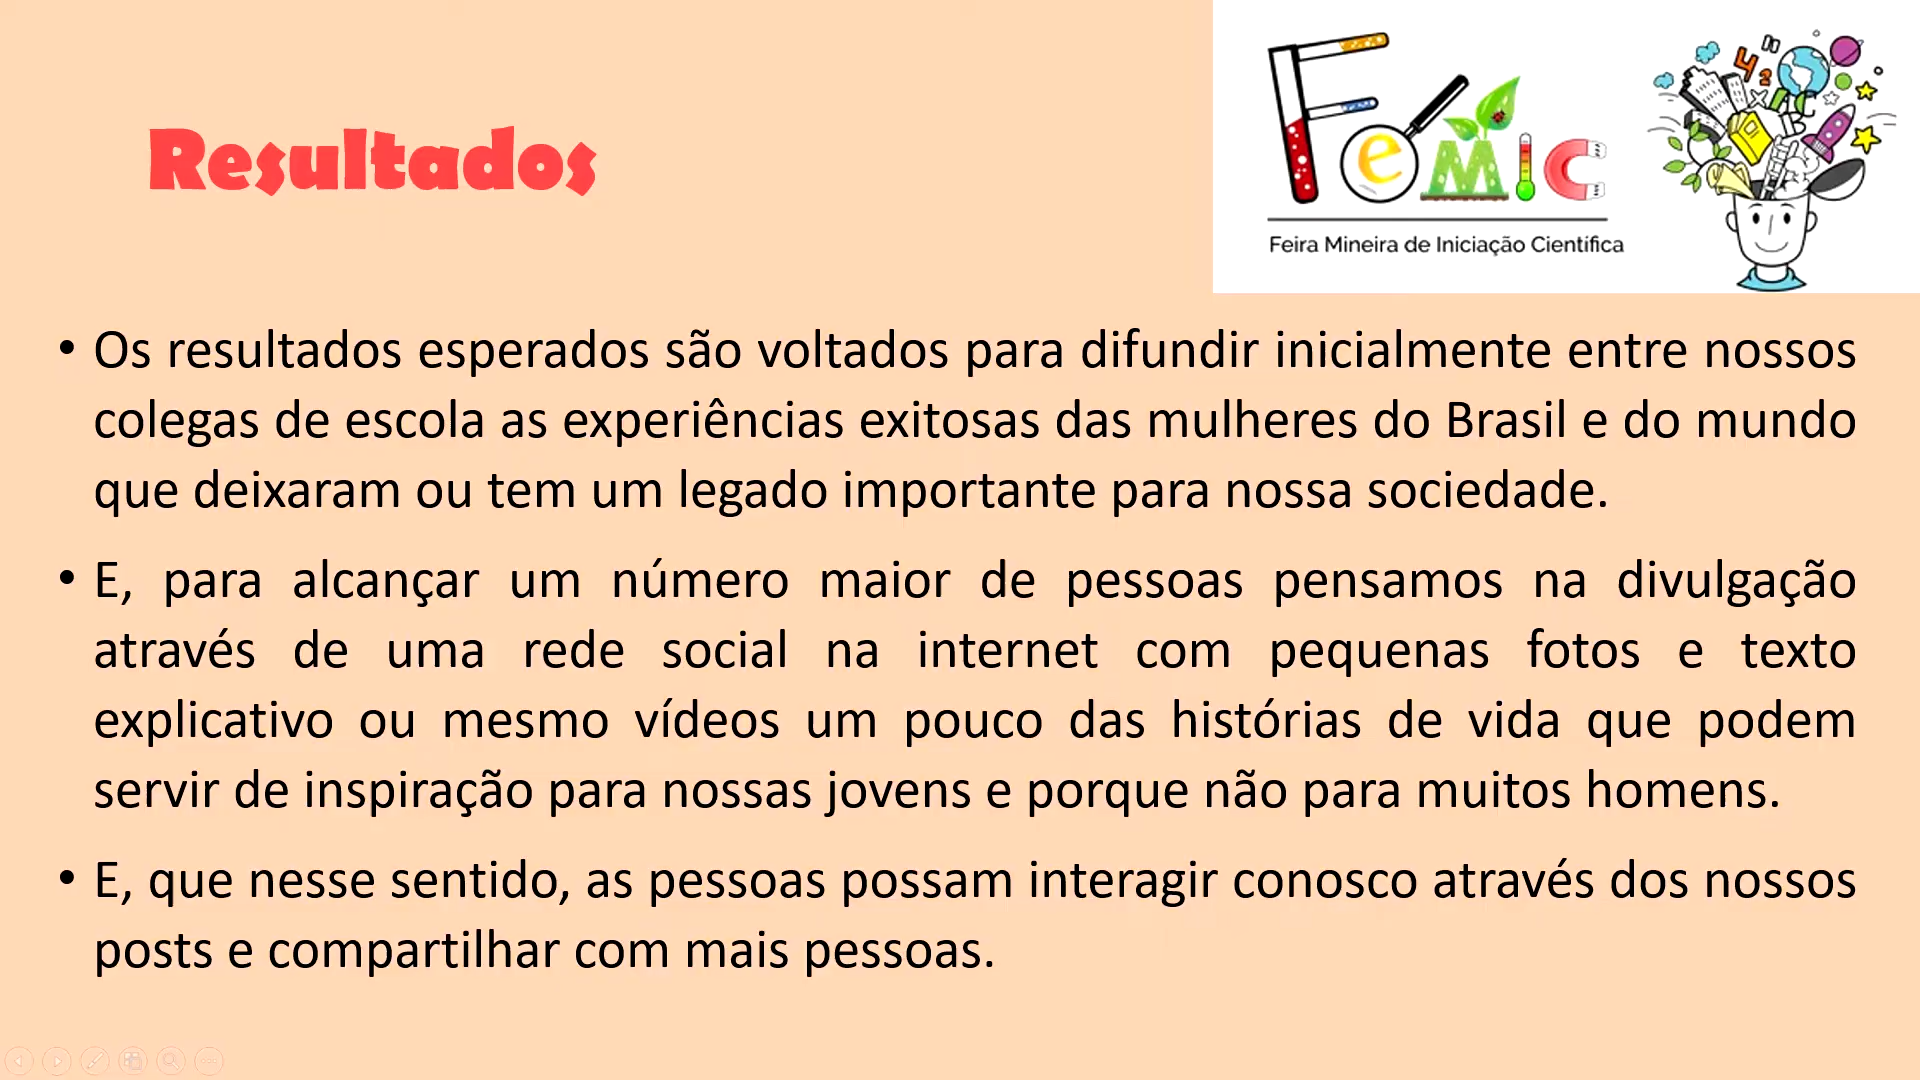 Resultados
Femic
Feira Mineira de Iniciação Científica
• Os resultados esperados são voltados para difundir inicialmente entre nossos
colegas de escola as experiências exitosas das mulheres do Brasil e do mundo
que deixaram ou tem um legado importante para nossa sociedade.
• E, para alcançar um número maior de pessoas pensamos na divulgação
através de uma rede social na internet com pequenas fotos e texto
explicativo ou mesmo vídeos um pouco das histórias de vida que podem
servir de inspiração para nossas jovens e porque não para muitos homens.
• E, que nesse sentido, as pessoas possam interagir conosco através dos nossos
posts e compartilhar com mais pessoas.